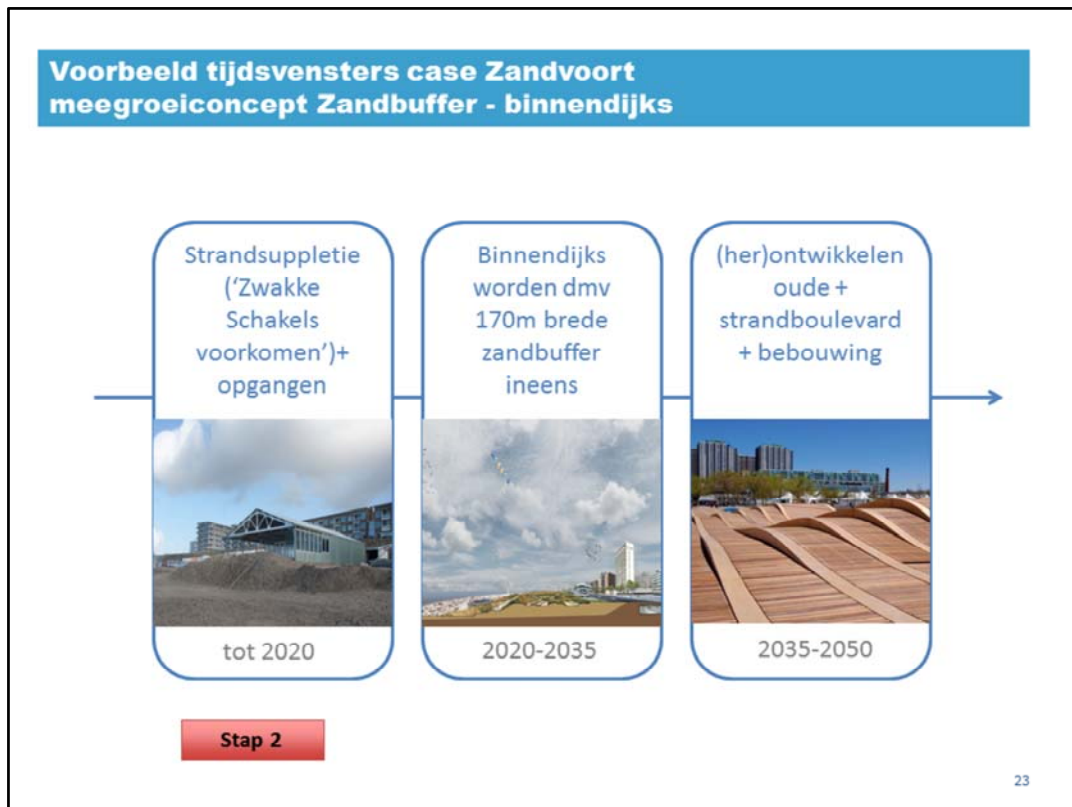 Voorbeeld tijdsvensters case Zandvoort
meegroeiconcept Zandbuffer - binnendijks
Strandsuppletie
(‘Zwakke
Schakels
voorkomen’)+
opgangen
tot 2020
Binnendijks
worden dmv
170m brede
zandbuffer
ineens
2020-2035
(her)ontwikkelen
oude +
strandboulevard
+ bebouwing
2035-2050
Stap 2
23